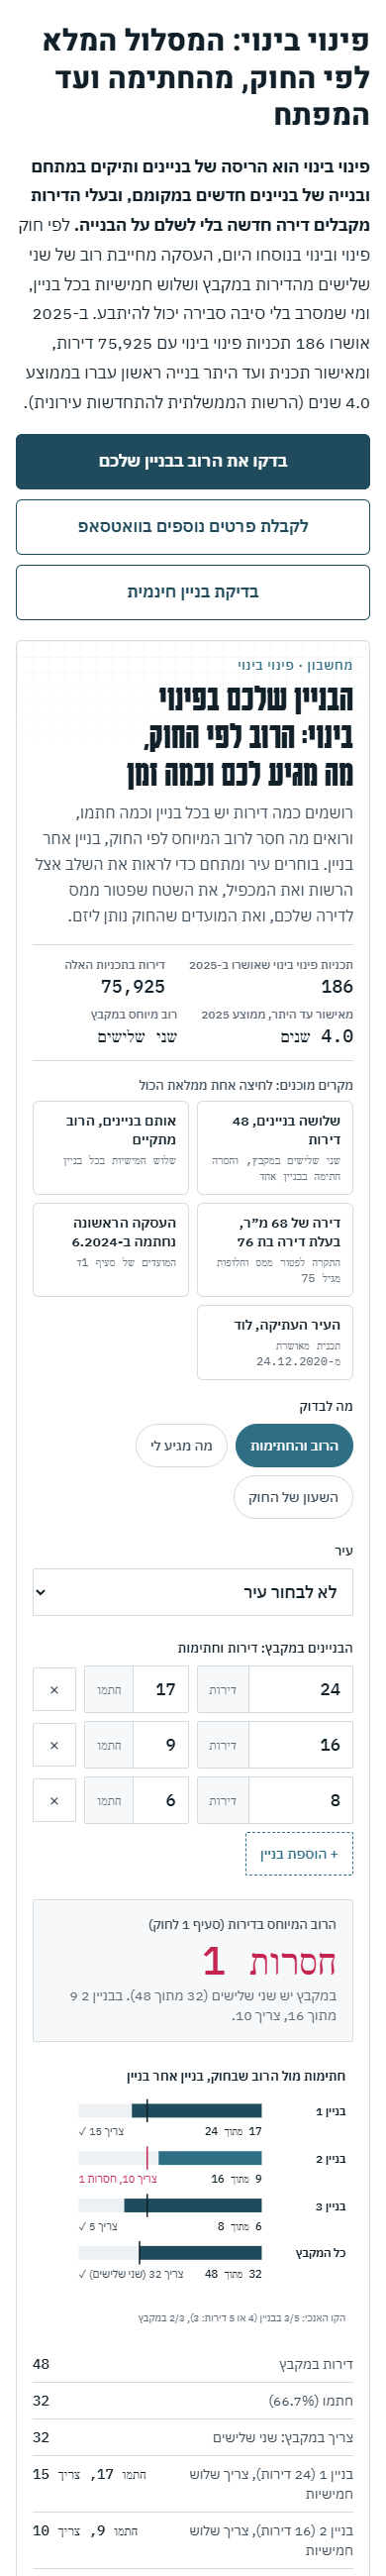 פינוי בינוי: המסלול המלא
לפי החוק, מהחתימה ועד
המפתח
פינוי בינוי הוא הריסה של בניינים ותיקים במתחם
ובנייה של בניינים חדשים במקומם, ובעלי הדירות
מקבלים דירה חדשה בלי לשלם על הבנייה. לפי חוק
פינוי ובינוי בנוסחו היום, העסקה מחייבת רוב של שני
שלישים מהדירות במקבץ ושלוש חמישיות בכל בניין,
ומי שמסרב בלי סיבה סבירה יכול להיתבע. ב-2025
אושרו 186 תכניות פינוי בינוי עם 75,925 דירות,
ומאישור תכנית ועד היתר בנייה ראשון עברו בממוצע
4.0 שנים (הרשות הממשלתית להתחדשות עירונית).
בדקו את הרוב בבניין שלכם
לקבלת פרטים נוספים בוואטסאפ
בדיקת בניין חינמית
מחשבון · פינוי בינוי
הבניין שלכם בפינוי
בינוי: הרוב לפי החוק,
מה מגיע לכם וכמה זמן
רושמים כמה דירות יש בכל בניין וכמה חתמו,
ורואים מה חסר לרוב המיוחס לפי החוק, בניין אחר
בניין. בוחרים עיר ומתחם כדי לראות את השלב אצל
הרשות ואת המכפיל, את השטח שפטור ממס
לדירה שלכם, ואת המועדים שהחוק נותן ליזם.
תכניות פינוי בינוי שאושרו ב-2025
186
דירות בתכניות האלה
75,925
מאישור עד היתר, ממוצע 2025
4.0 שנים
רוב מיוחס במקבץ
שני שלישים
מקרים מוכנים: לחיצה אחת ממלאת הכול
שלושה בניינים, 48
דירות
שני שלישים במקבץ, וחסרה
חתימה בבניין אחד
אותם בניינים, הרוב
מתקיים
שלוש חמישיות בכל בניין
דירה של 68 מ״ר,
בעלת דירה בת 76
התקרה לפטור ממס וחלופות
מגיל 75
העסקה הראשונה
נחתמה ב-6.2024
המועדים של סעיף 1ד
העיר העתיקה, לוד
תכנית מאושרת
מ-24.12.2020
מה לבדוק
הרוב והחתימות
מה מגיע לי
השעון של החוק
עיר
לא לבחור עיר
הבניינים במקבץ: דירות וחתימות
24 דירות 17 חתמו ×
16 דירות 9 חתמו ×
8 דירות 6 חתמו ×
+ הוספת בניין
הרוב המיוחס בדירות (סעיף 1 לחוק)
חסרות 1
במקבץ יש שני שלישים (32 מתוך 48). בבניין 2 9
מתוך 16, צריך 10.
חתימות מול הרוב שבחוק, בניין אחר בניין
בניין 1
17 מתוך 24 צריך 15 ✓
בניין 2
9 מתוך 16 צריך 10, חסרות 1
בניין 3
6 מתוך 8 צריך 5 ✓
כל המקבץ
32 מתוך 48 צריך 32 (שני שלישים) ✓
הקו האנכי: 3/5 בבניין (4 או 5 דירות: 3), 2/3 במקבץ
דירות במקבץ 48
חתמו (66.7%) 32
צריך במקבץ: שני שלישים 32
בניין 1 (24 דירות), צריך שלוש
חמישיות
חתמו 17, צריך 15
בניין 2 (16 דירות), צריך שלוש
חמישיות
חתמו 9, צריך 10